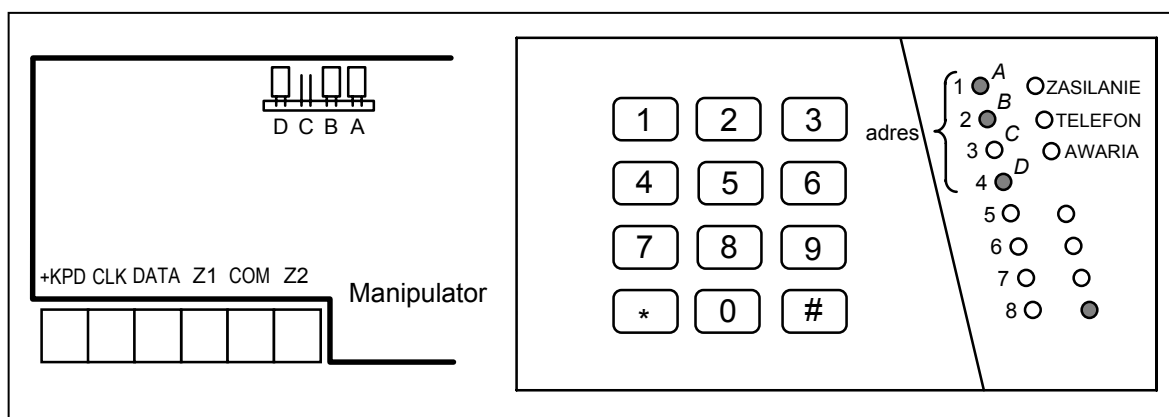 D C B A
+KPD CLK DATA Z1 COM Z2
Manipulator
1 2 3
4 5 6
7 8 9
* 0 #
adres
1 A ZASILANIE
2 B TELEFON
3 C AWARIA
4 D
5
6
7
8